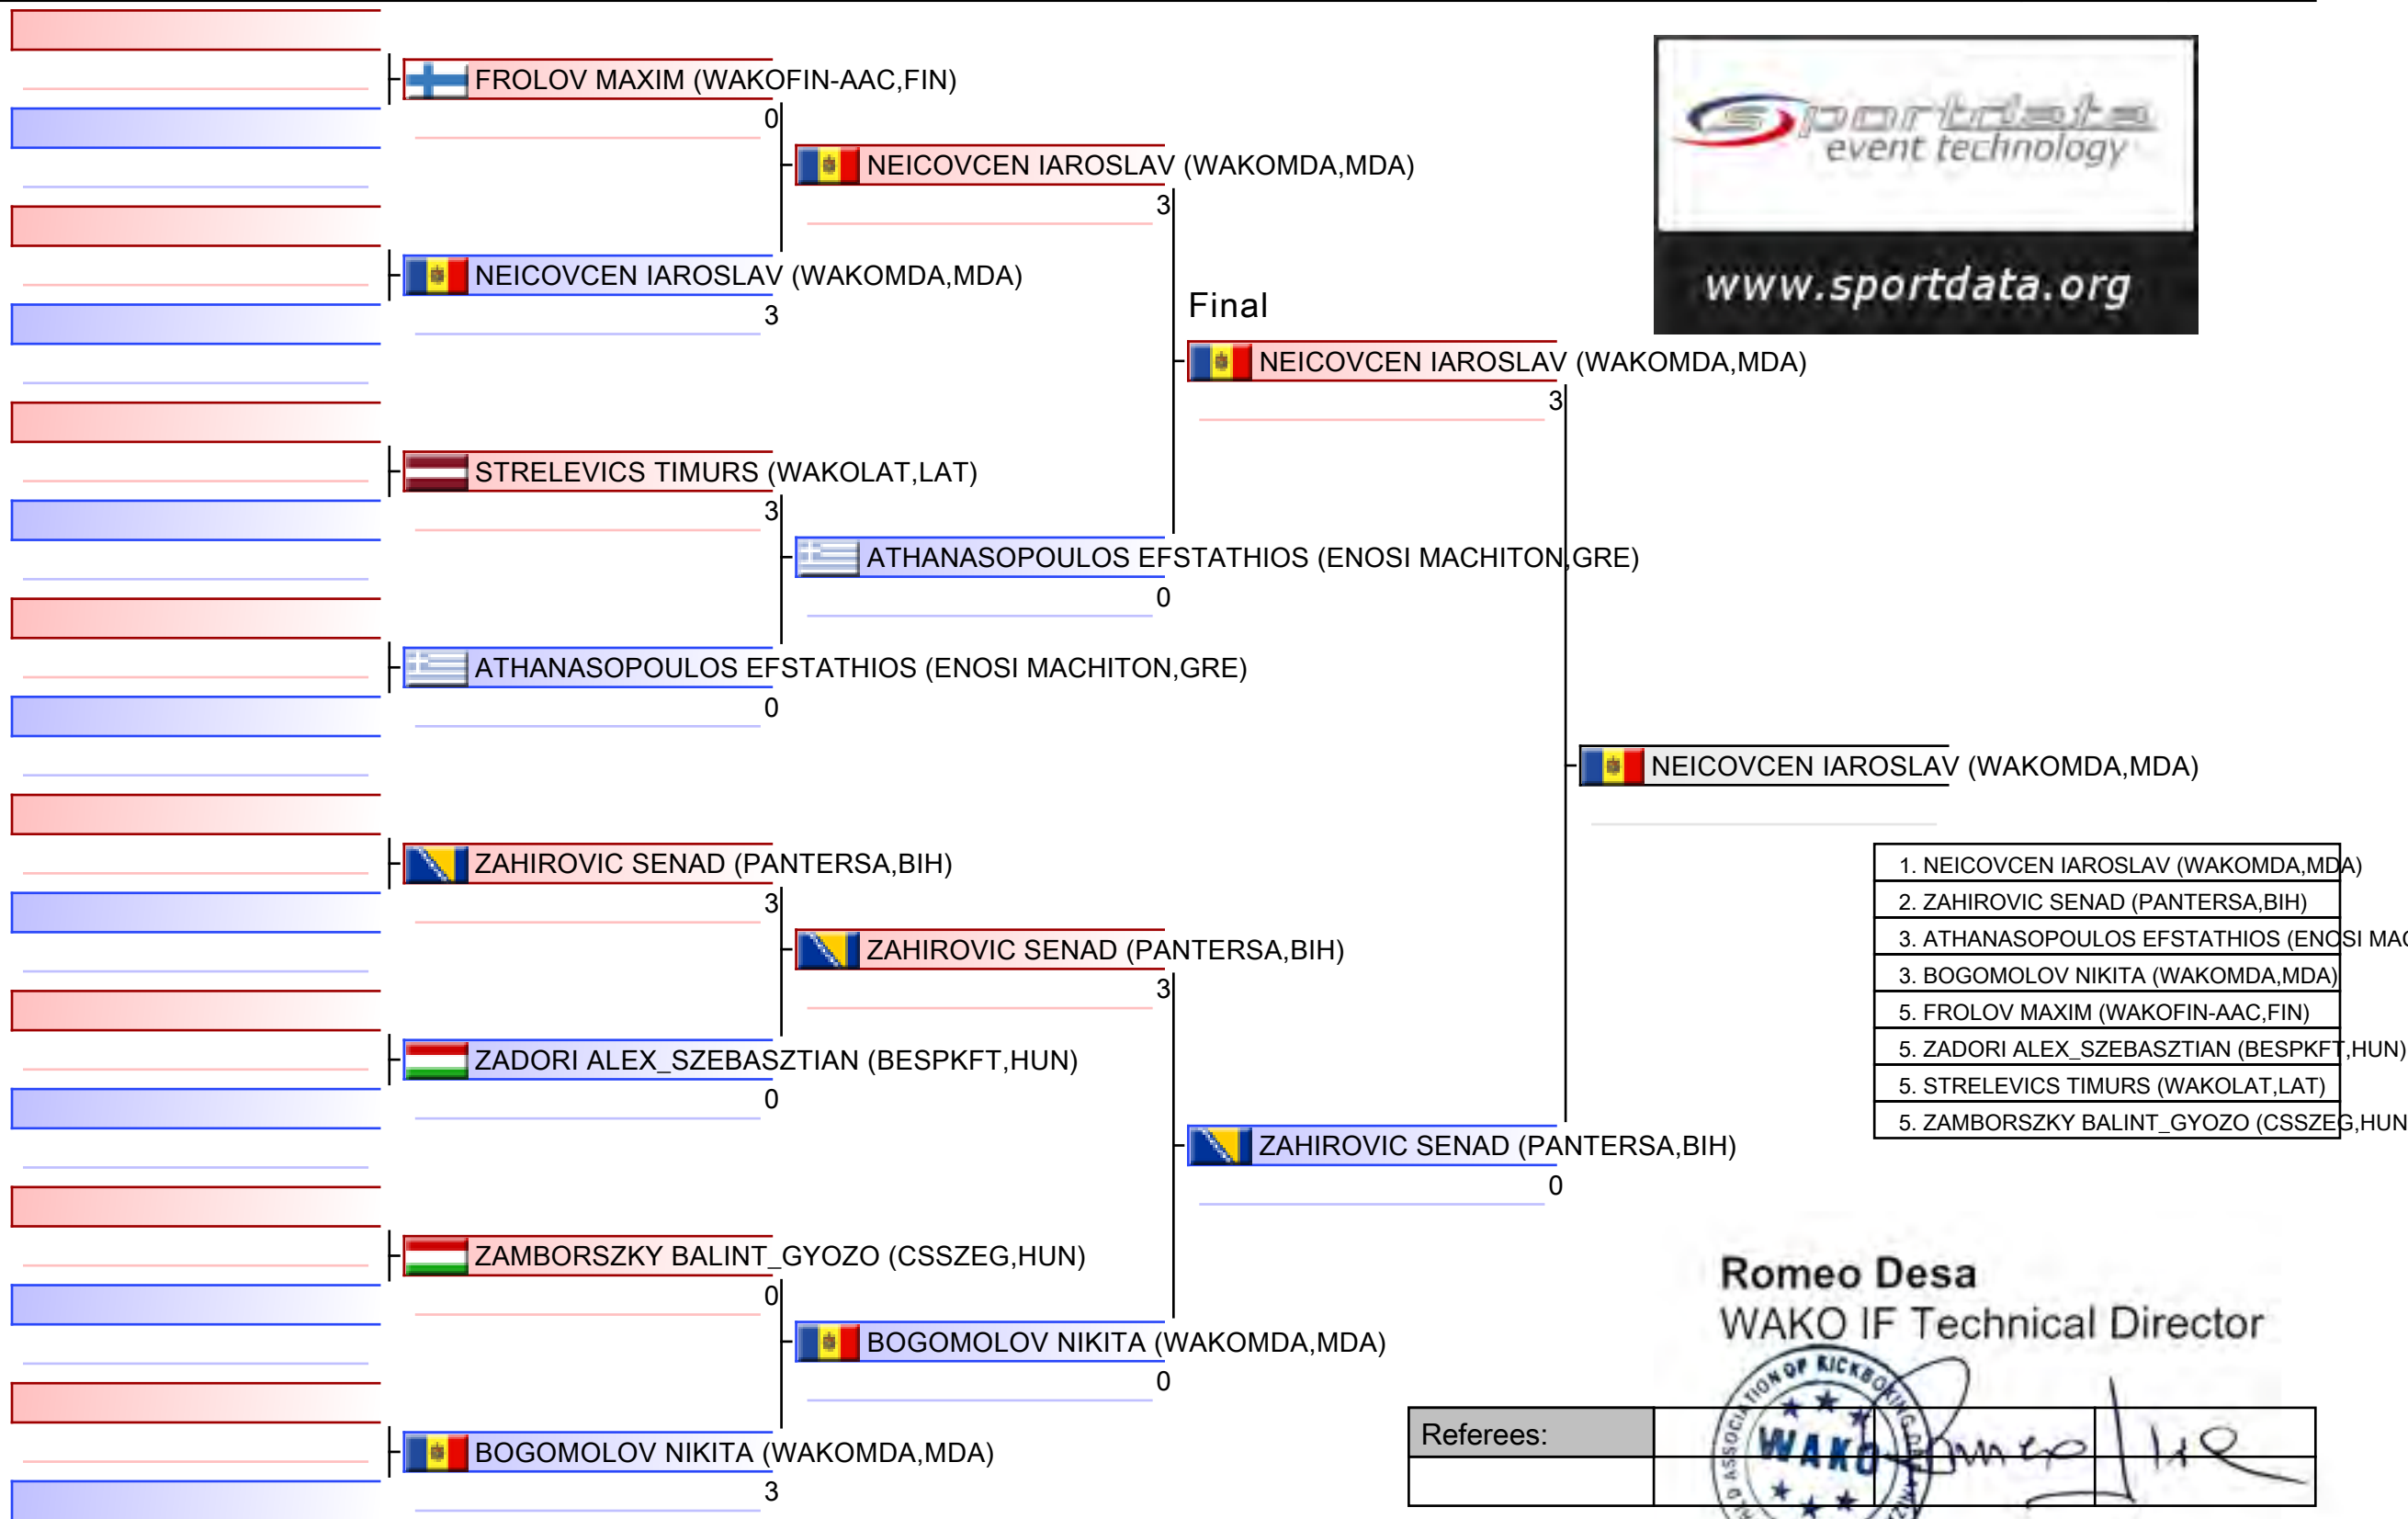 FROLOV MAXIM (WAKOFIN-AAC,FIN)
0
NEICOVCEN IAROSLAV (WAKOMDA,MDA)
3
STRELEVICS TIMURS (WAKOLAT,LAT)
3
ATHANASOPOULOS EFSTATHIOS (ENOSI MACHITON,GRE)
0
ZAHIROVIC SENAD (PANTERSA,BIH)
3
ZADORI ALEX_SZEBASZTIAN (BESPKFT,HUN)
0
ZAMBORSZKY BALINT_GYOZO (CSSZEG,HUN)
0
BOGOMOLOV NIKITA (WAKOMDA,MDA)
3
NEICOVCEN IAROSLAV (WAKOMDA,MDA)
3
ATHANASOPOULOS EFSTATHIOS (ENOSI MACHITON,GRE)
0
ZAHIROVIC SENAD (PANTERSA,BIH)
3
BOGOMOLOV NIKITA (WAKOMDA,MDA)
0
Final
NEICOVCEN IAROSLAV (WAKOMDA,MDA)
3
ZAHIROVIC SENAD (PANTERSA,BIH)
0
NEICOVCEN IAROSLAV (WAKOMDA,MDA)
sportdata
event technology
www.sportdata.org
1. NEICOVCEN IAROSLAV (WAKOMDA,MDA)
2. ZAHIROVIC SENAD (PANTERSA,BIH)
3. ATHANASOPOULOS EFSTATHIOS (ENOSI MAC
3. BOGOMOLOV NIKITA (WAKOMDA,MDA)
5. FROLOV MAXIM (WAKOFIN-AAC,FIN)
5. ZADORI ALEX_SZEBASZTIAN (BESPKFT,HUN)
5. STRELEVICS TIMURS (WAKOLAT,LAT)
5. ZAMBORSZKY BALINT_GYOZO (CSSZEG,HUN
Romeo Desa
WAKO IF Technical Director
Referees:
ASSOCIATION OF KICKBOXING
WAKO